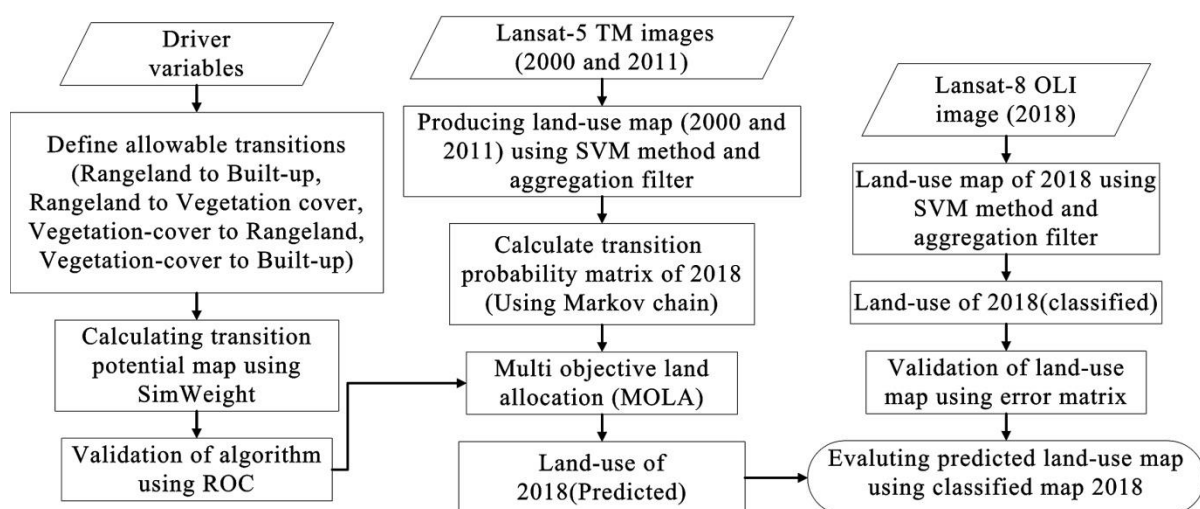 Driver
variables
Define allowable transitions
(Rangeland to Built-up,
Rangeland to Vegetation cover,
Vegetation-cover to Rangeland,
Vegetation-cover to Built-up)
Calculating transition
potential map using
SimWeight
Validation of algorithm
using ROC
Lansat-5 TM images
(2000 and 2011)
Producing land-use map (2000 and
2011) using SVM method and
aggregation filter
Calculate transition
probability matrix of 2018
(Using Markov chain)
Multi objective land
allocation (MOLA)
Land-use of
2018(Predicted)
Lansat-8 OLI
image (2018)
Land-use map of 2018 using
SVM method and
aggregation filter
Land-use of 2018(classified)
Validation of land-use
map using error matrix
Evaluting predicted land-use map
using classified map 2018